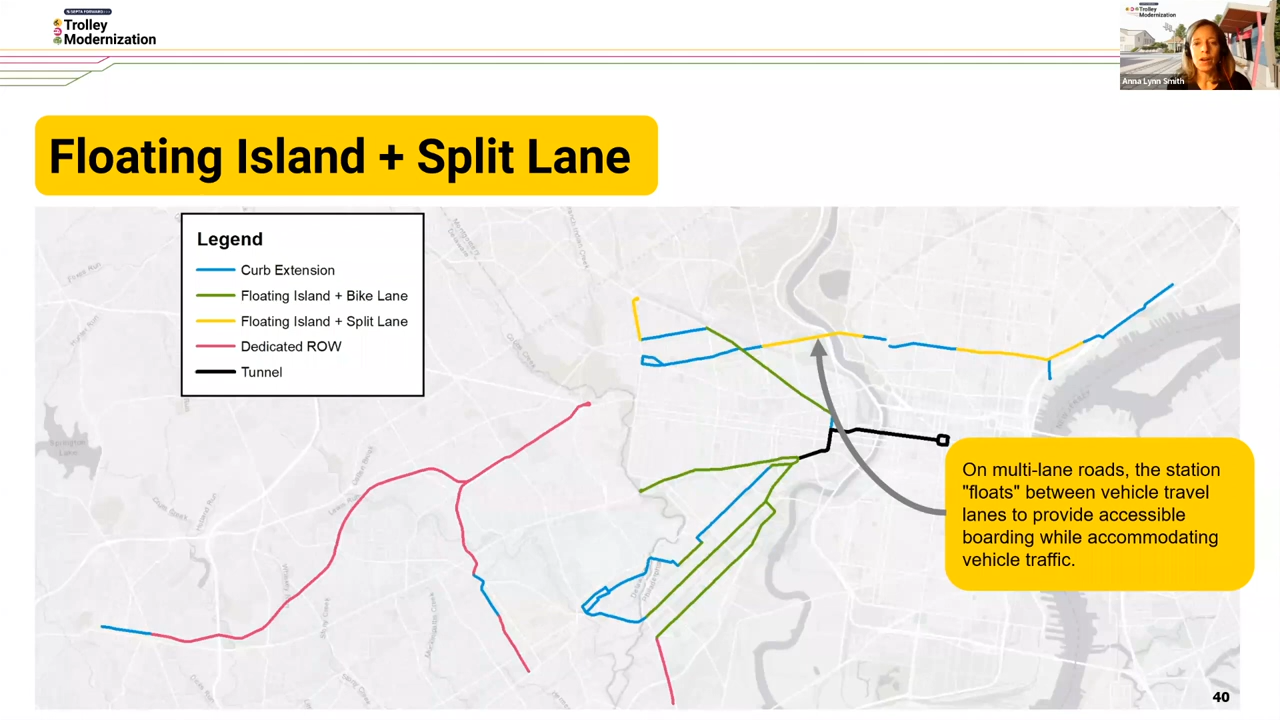 SEPTA FORWARD
Trolley
Modernization
Trolley
Modernization
Anna Lynn Smith
Floating Island + Split Lane
Legend
Curb Extension
Floating Island + Bike Lane
Floating Island + Split Lane
Dedicated ROW
Tunnel
On multi-lane roads, the station
"floats" between vehicle travel
lanes to provide accessible
boarding while accommodating
vehicle traffic.
40